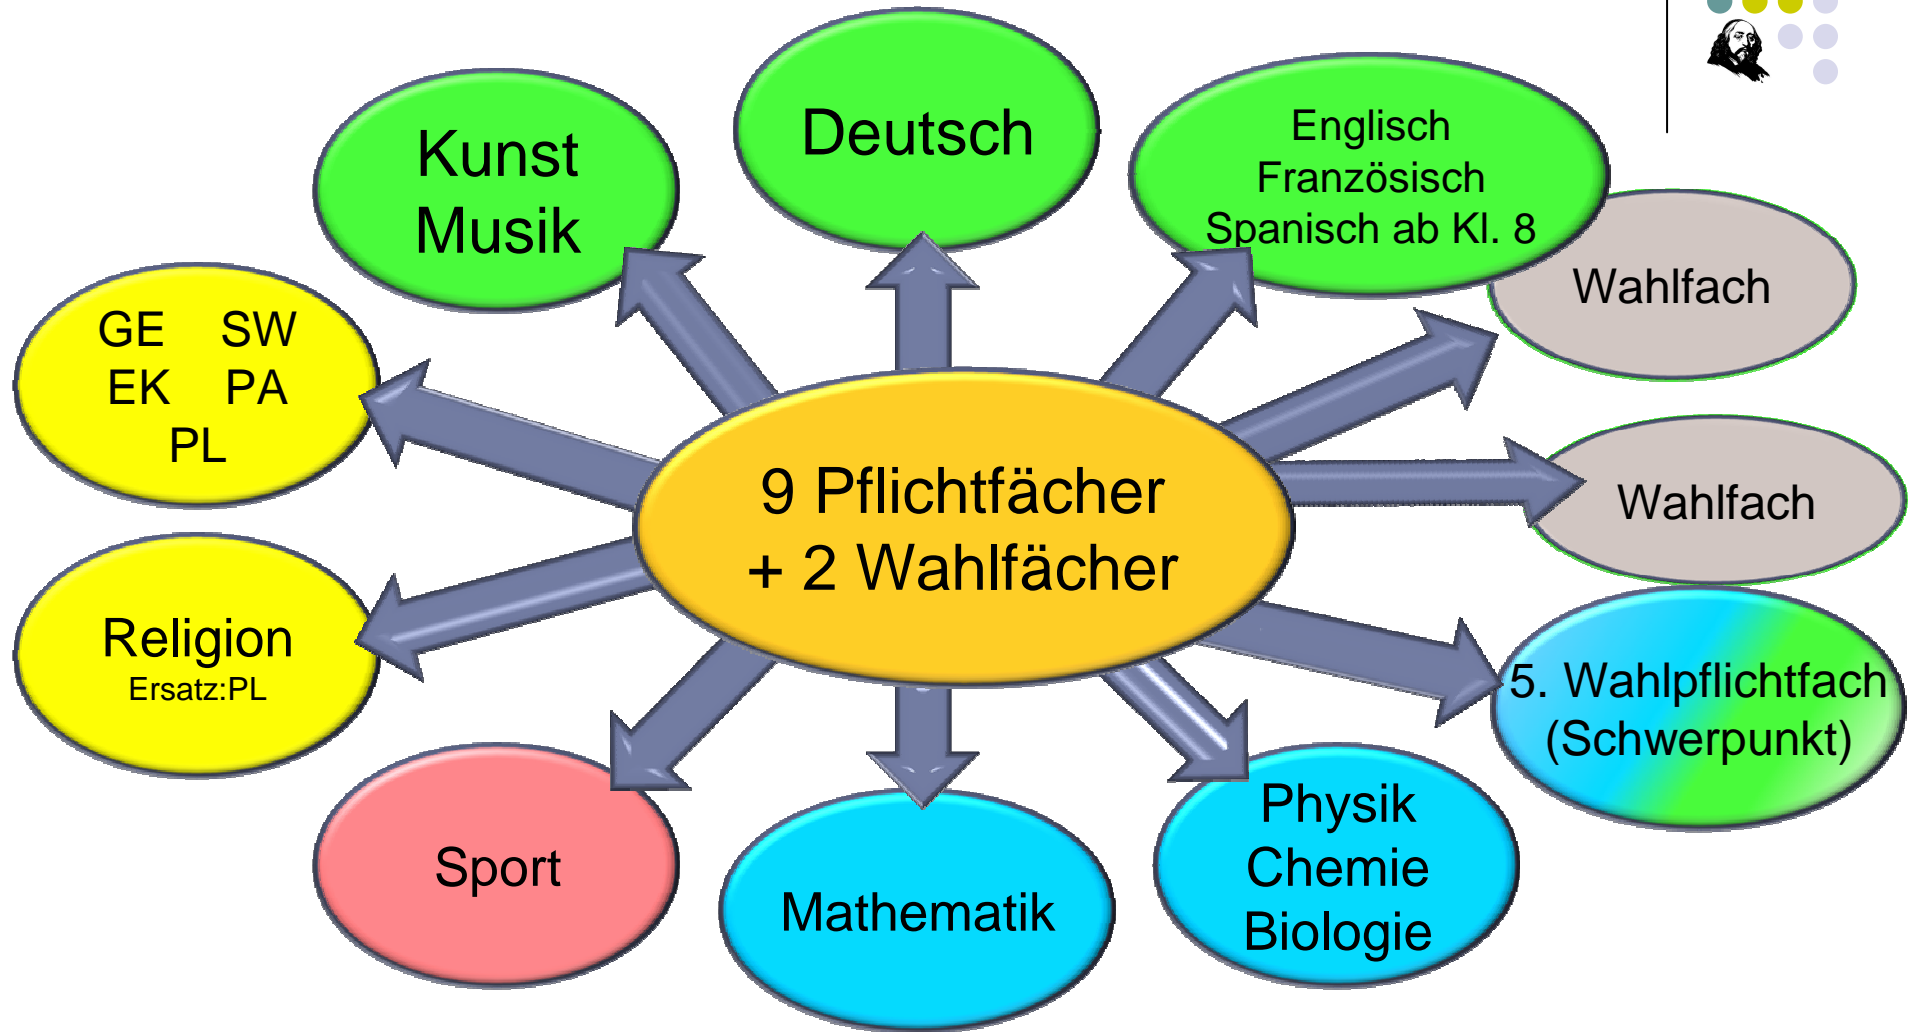 Kunst
Musik
Deutsch
Englisch
Französisch
Spanisch ab Kl. 8
Wahlfach
GE SW
EK PA
PL
9 Pflichtfächer
+ 2 Wahlfächer
Wahlfach
Religion
Ersatz:PL
5. Wahlpflichtfach
(Schwerpunkt)
Sport
Mathematik
Physik
Chemie
Biologie